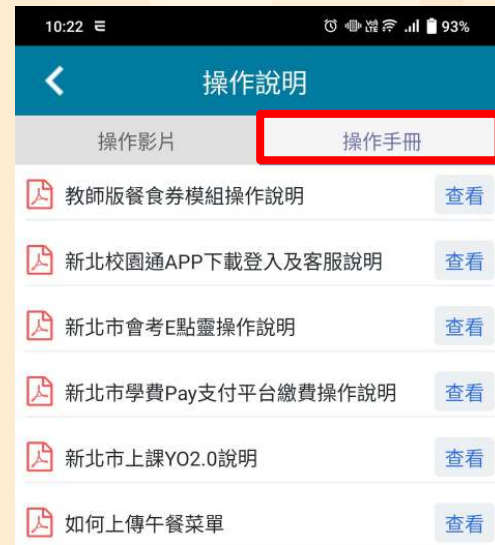 10:22
93%
操作說明
操作影片 操作手冊
教師版餐食券模組操作說明 查看
新北校園通APP下載登入及客服說明 查看
新北市會考E點靈操作說明 查看
新北市學費Pay支付平台繳費操作說明 查看
新北市上課YO2.0說明 查看
如何上傳午餐菜單 查看